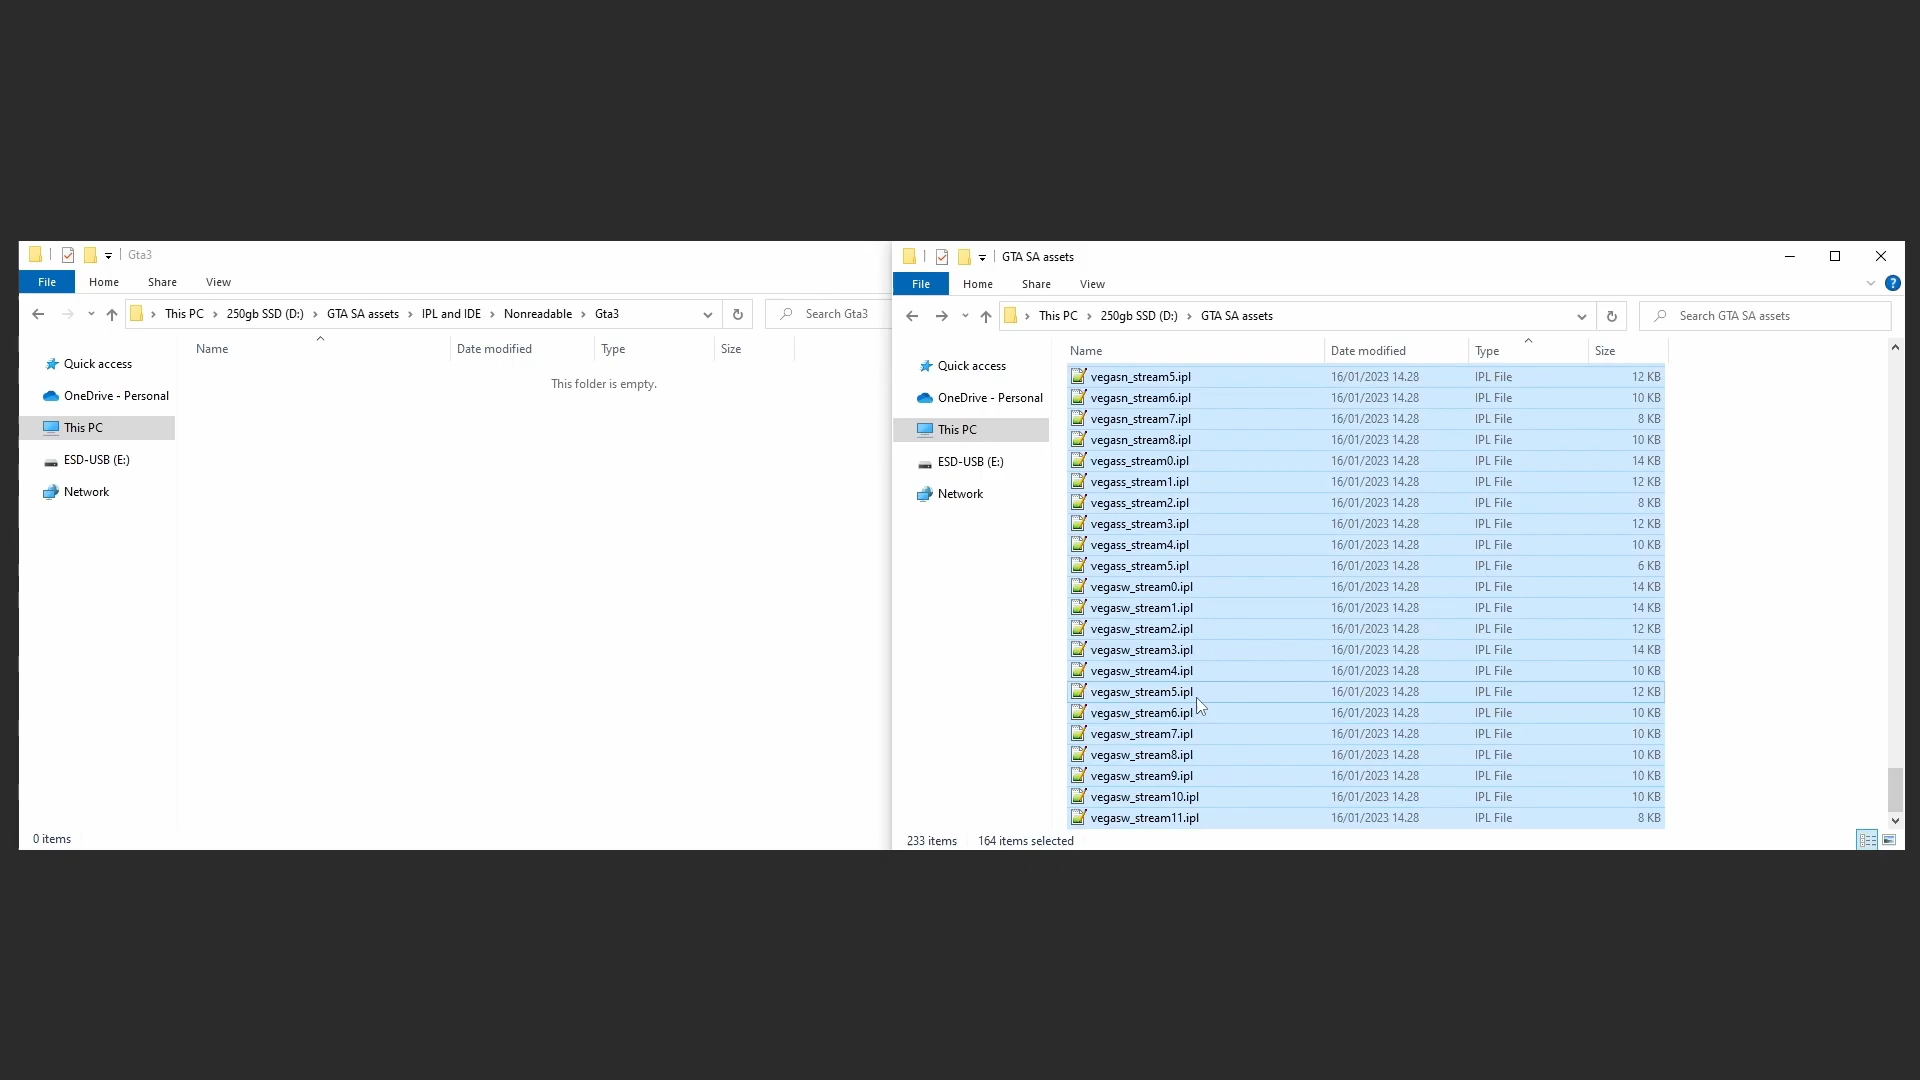 Gta3
File Home Share View
This PC 250gb SSD (D:) GTA SA assets IPL and IDE Nonreadable Gta3
Search Gta3
Name Date modified Type Size
This folder is empty.
Quick access
OneDrive - Personal
This PC
ESD-USB (E:)
Network
0 items
GTA SA assets
File Home Share View
This PC 250gb SSD (D:) GTA SA assets
Search GTA SA assets
Quick access
OneDrive - Personal
This PC
ESD-USB (E:)
Network
Name Date modified Type Size
vegasn_stream5.ipl 16/01/2023 14.28 IPL File 12 KB
vegasn_stream6.ipl 16/01/2023 14.28 IPL File 10 KB
vegasn_stream7.ipl 16/01/2023 14.28 IPL File 8 KB
vegasn_stream8.ipl 16/01/2023 14.28 IPL File 10 KB
vegass_stream0.ipl 16/01/2023 14.28 IPL File 14 KB
vegass_stream1.ipl 16/01/2023 14.28 IPL File 12 KB
vegass_stream2.ipl 16/01/2023 14.28 IPL File 8 KB
vegass_stream3.ipl 16/01/2023 14.28 IPL File 12 KB
vegass_stream4.ipl 16/01/2023 14.28 IPL File 10 KB
vegass_stream5.ipl 16/01/2023 14.28 IPL File 6 KB
vegasw_stream0.ipl 16/01/2023 14.28 IPL File 14 KB
vegasw_stream1.ipl 16/01/2023 14.28 IPL File 14 KB
vegasw_stream2.ipl 16/01/2023 14.28 IPL File 12 KB
vegasw_stream3.ipl 16/01/2023 14.28 IPL File 14 KB
vegasw_stream4.ipl 16/01/2023 14.28 IPL File 10 KB
vegasw_stream5.ipl 16/01/2023 14.28 IPL File 12 KB
vegasw_stream6.ipl 16/01/2023 14.28 IPL File 10 KB
vegasw_stream7.ipl 16/01/2023 14.28 IPL File 10 KB
vegasw_stream8.ipl 16/01/2023 14.28 IPL File 10 KB
vegasw_stream9.ipl 16/01/2023 14.28 IPL File 10 KB
vegasw_stream10.ipl 16/01/2023 14.28 IPL File 10 KB
vegasw_stream11.ipl 16/01/2023 14.28 IPL File 8 KB
233 items 164 items selected